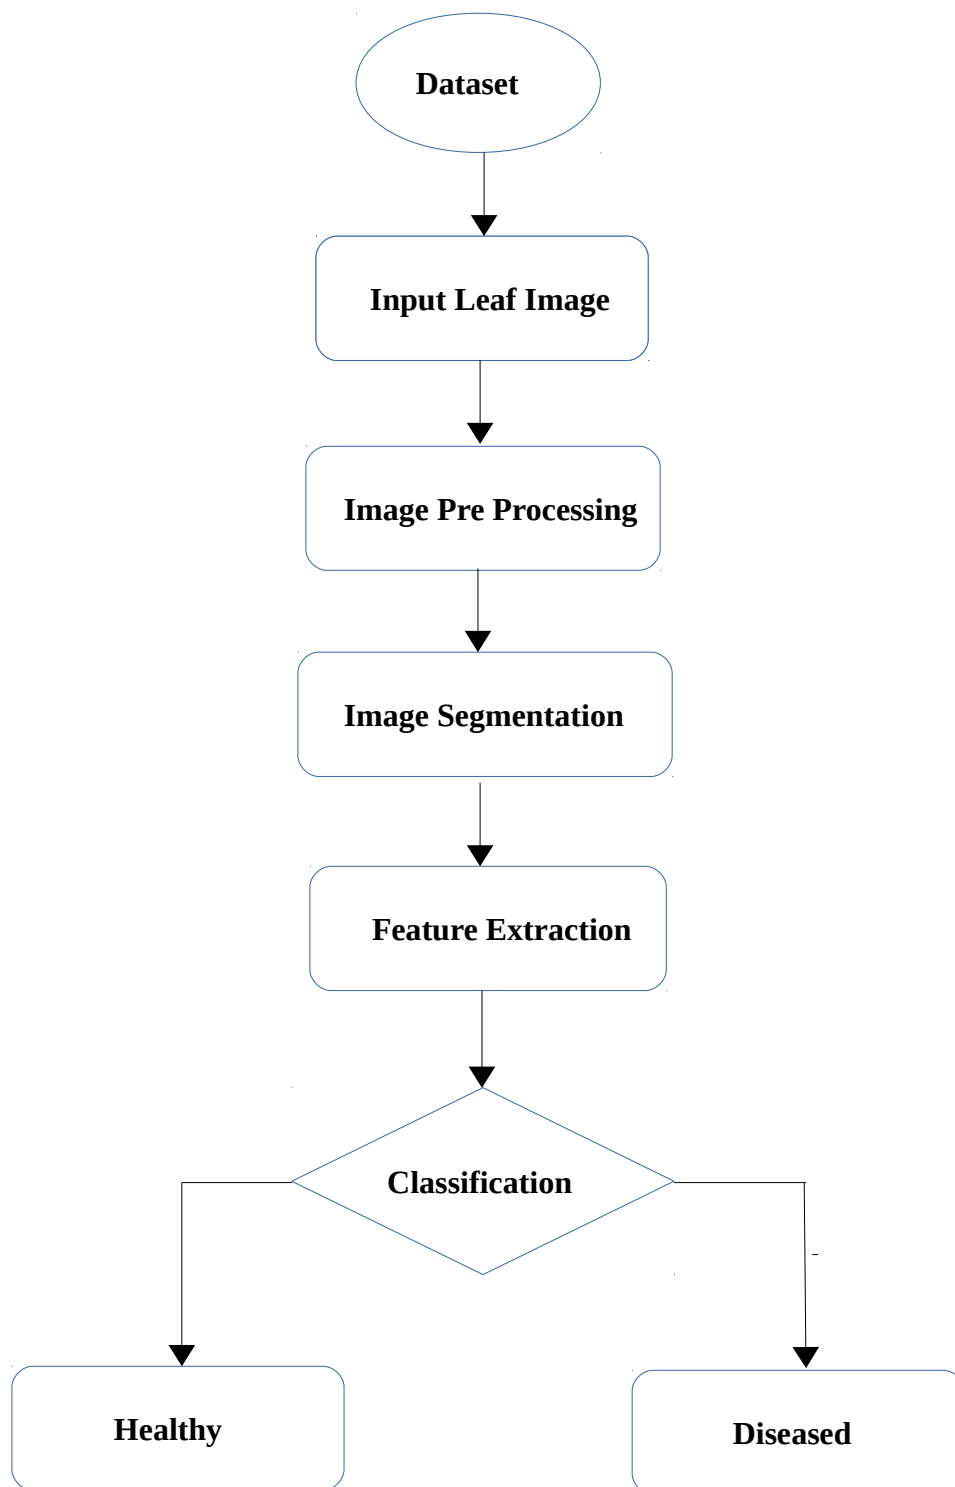 Dataset
Input Leaf Image
Image Pre Processing
Image Segmentation
Feature Extraction
Classification
Healthy
Diseased